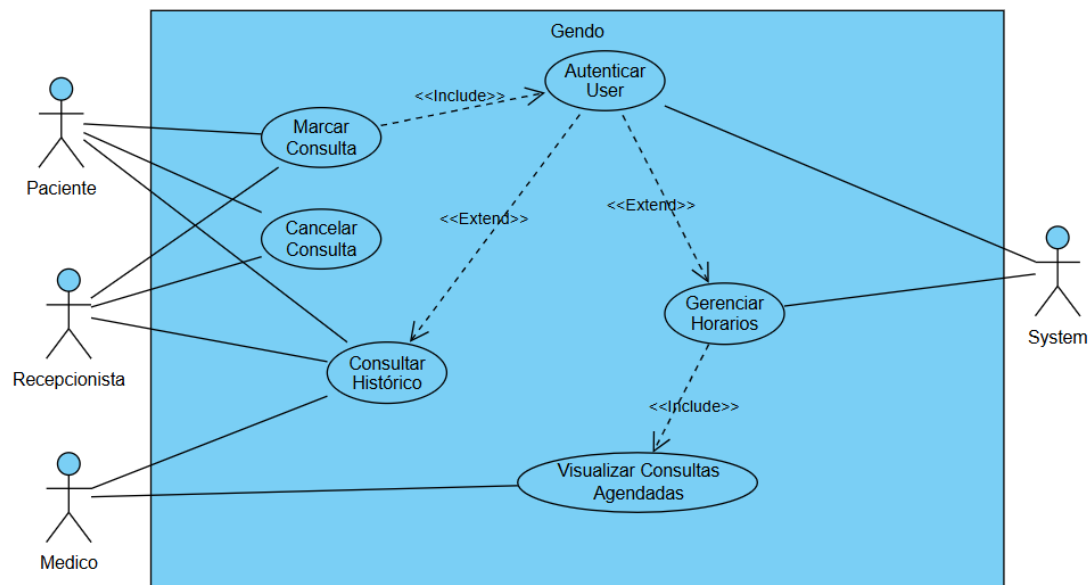 Gendo
Autenticar
User
<<Include>>
Marcar
Consulta
Paciente
Cancelar
Consulta
<<Extend>>
<<Extend>>
Gerenciar
Horarios
System
Recepcionista
Consultar
Histórico
<<Include>>
Visualizar Consultas
Agendadas
Medico